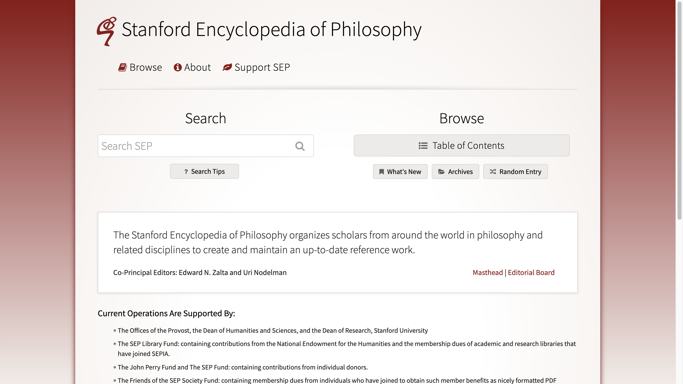 Stanford Encyclopedia of Philosophy
Browse About Support SEP
Search
Search SEP
? Search Tips
Browse
Table of Contents
What's New Archives Random Entry
The Stanford Encyclopedia of Philosophy organizes scholars from around the world in philosophy and
related disciplines to create and maintain an up-to-date reference work.
Co-Principal Editors: Edward N. Zalta and Uri Nodelman
Masthead | Editorial Board
Current Operations Are Supported By:
The Offices of the Provost, the Dean of Humanities and Sciences, and the Dean of Research, Stanford University
The SEP Library Fund: containing contributions from the National Endowment for the Humanities and the membership dues of academic and research libraries that
have joined SEPIA.
The John Perry Fund and The SEP Fund: containing contributions from individual donors.
The Friends of the SEP Society Fund: containing membership dues from individuals who have joined to obtain such member benefits as nicely formatted PDF